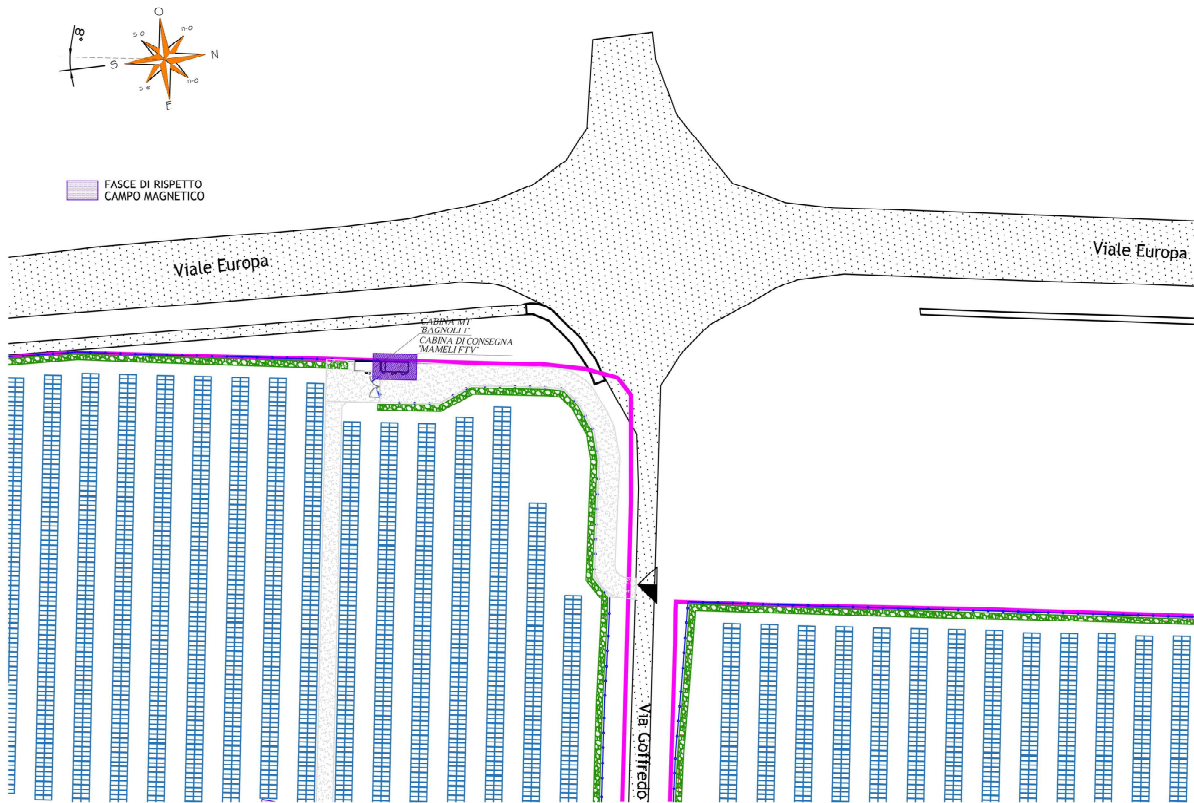 O
8°
S-O
n-O
N
S
S-E
n-O
E
FASCE DI RISPETTO
CAMPO MAGNETICO
Viale Europa
Viale Europa
CABINA MT
"BAGNOLI 1"
CABINA DI CONSEGNA
"MAMELI FTV"
Via Goffredo